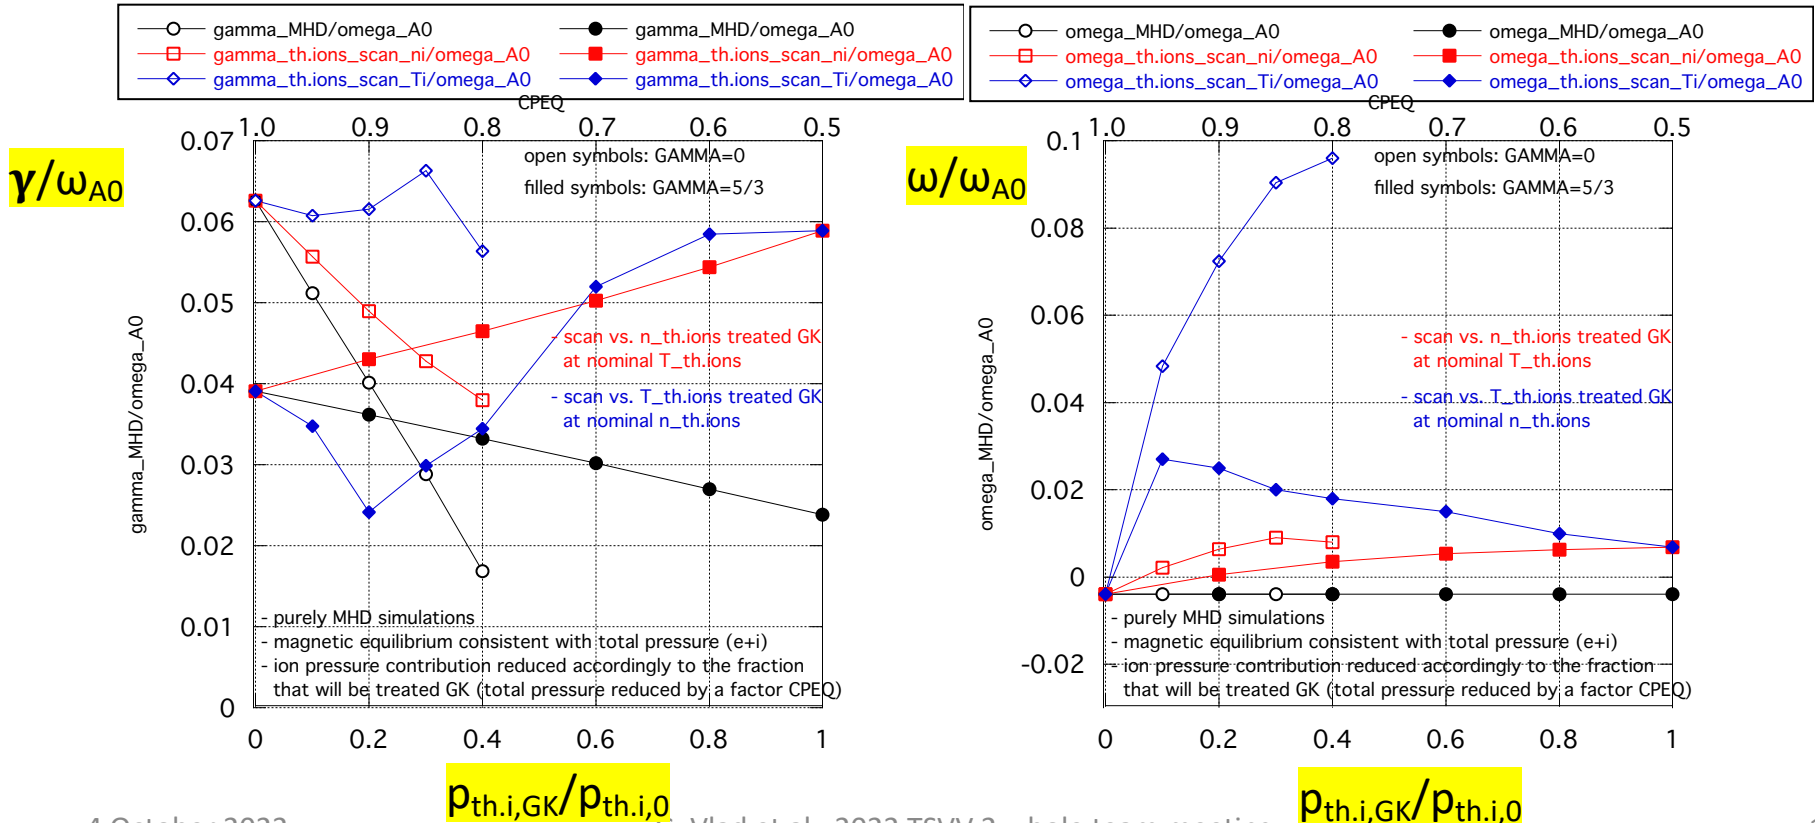 gamma_MHD/omega_A0
gamma_MHD/omega_A0
gamma_th.ions_scan_ni/omega_A0
gamma_th.ions_scan_ni/omega_A0
gamma_th.ions_scan_Ti/omega_A0
gamma_th.ions_scan_Ti/omega_A0
CPEQ
1.0 0.9 0.8 0.7 0.6 0.5
γ/ωA0
0.07
0.06
0.05
0.04
0.03
0.02
0.01
0
gamma_MHD/omega_A0
open symbols: GAMMA=0
filled symbols: GAMMA=5/3
- scan vs. n_th.ions treated GK
at nominal T_th.ions
- scan vs. T_th.ions treated GK
at nominal n_th.ions
- purely MHD simulations
- magnetic equilibrium consistent with total pressure (e+i)
- ion pressure contribution reduced accordingly to the fraction
that will be treated GK (total pressure reduced by a factor CPEQ)
0 0.2 0.4 0.6 0.8 1
pth.i,GK/pth.i,0
omega_MHD/omega_A0
omega_MHD/omega_A0
omega_th.ions_scan_ni/omega_A0
omega_th.ions_scan_ni/omega_A0
omega_th.ions_scan_Ti/omega_A0
omega_th.ions_scan_Ti/omega_A0
CPEQ
1.0 0.9 0.8 0.7 0.6 0.5
ω/ωA0
0.1
0.08
0.06
0.04
0.02
0
-0.02
omega_MHD/omega_A0
open symbols: GAMMA=0
filled symbols: GAMMA=5/3
- scan vs. n_th.ions treated GK
at nominal T_th.ions
- scan vs. T_th.ions treated GK
at nominal n_th.ions
- purely MHD simulations
- magnetic equilibrium consistent with total pressure (e+i)
- ion pressure contribution reduced accordingly to the fraction
that will be treated GK (total pressure reduced by a factor CPEQ)
0 0.2 0.4 0.6 0.8 1
pth.i,GK/pth.i,0
4 October 2022
Vlad et al. 2022 TSVV